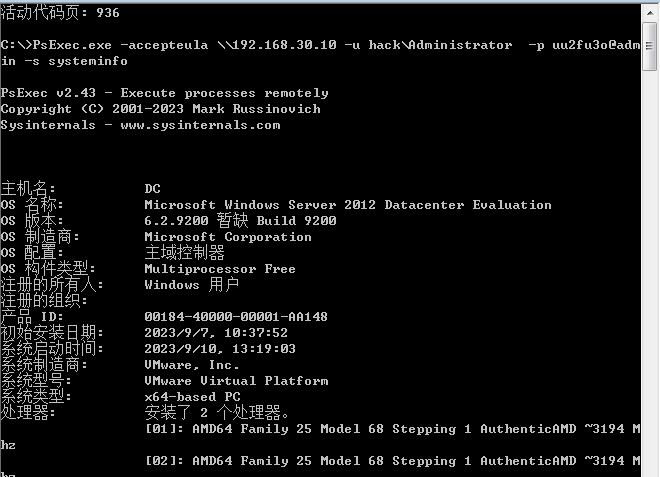 活动代码页: 936
C:\>PsExec.exe -accepteula \\192.168.30.10 -u hack\Administrator  -p uu2fu3o@adm
in -s systeminfo
PsExec v2.43 - Execute processes remotely
Copyright (C) 2001-2023 Mark Russinovich
Sysinternals - www.sysinternals.com
主机名:           DC
OS 名称:          Microsoft Windows Server 2012 Datacenter Evaluation
OS 版本:          6.2.9200 暂缺 Build 9200
OS 制造商:        Microsoft Corporation
OS 配置:          主域控制器
OS 构件类型:      Multiprocessor Free
注册的所有人:     Windows 用户
注册的组织:
产品 ID:          00184-40000-00001-AA148
初始安装日期:     2023/9/7, 10:37:52
系统启动时间:     2023/9/10, 13:19:03
系统制造商:       VMware, Inc.
系统型号:         VMware Virtual Platform
系统类型:         x64-based PC
处理器:           安装了 2 个处理器。
                  [01]: AMD64 Family 25 Model 68 Stepping 1 AuthenticAMD ~3194 M
hz
                  [02]: AMD64 Family 25 Model 68 Stepping 1 AuthenticAMD ~3194 M
hz